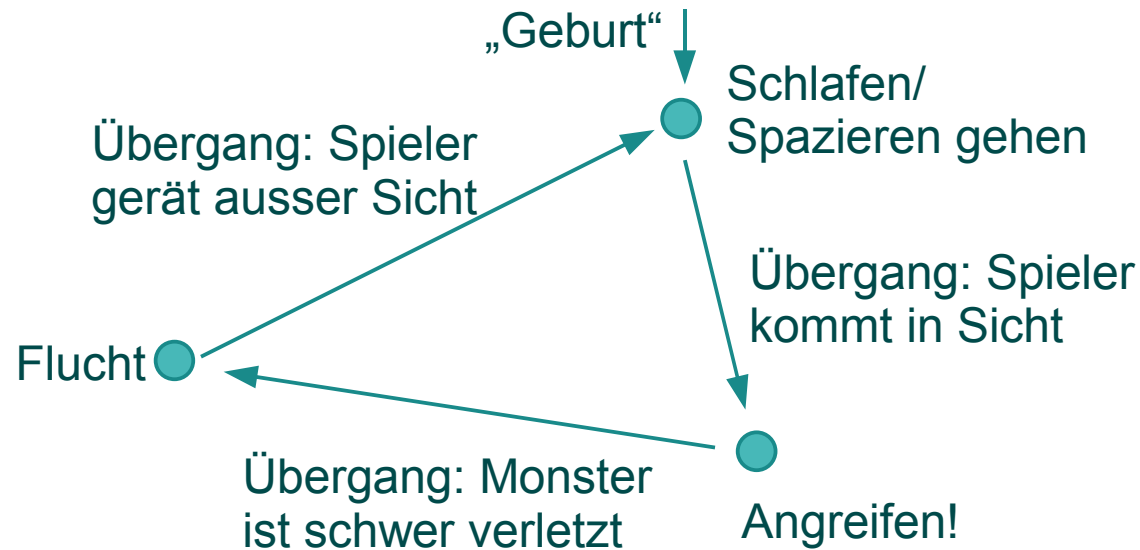 „Geburt“
Schlafen/
Spazieren gehen
Übergang: Spieler
gerät ausser Sicht
Übergang: Spieler
kommt in Sicht
Flucht
Übergang: Monster
ist schwer verletzt
Angreifen!